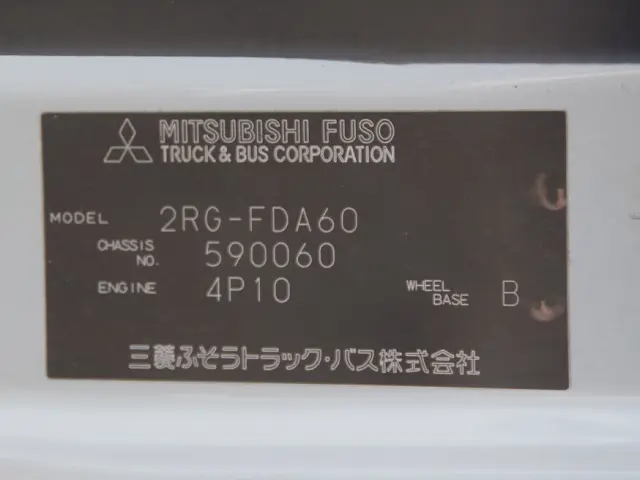 MITSUBISHI FUSO
TRUCK & BUS CORPORATION
MODEL 2RG-FDA60
CHASSIS NO. 590060
ENGINE 4P10 WHEEL BASE B
三菱ふそうトラック・バス株式会社